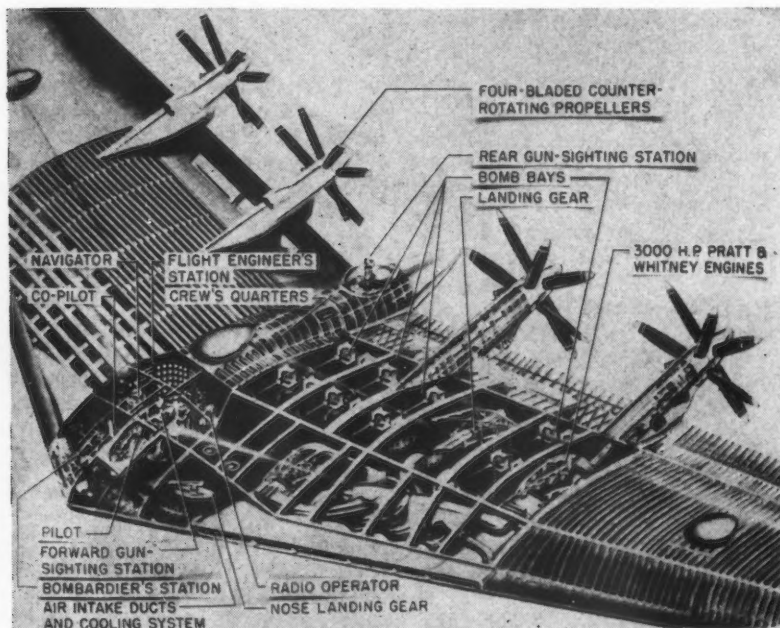 FOUR-BLADED COUNTER-
ROTATING PROPELLERS
REAR GUN-SIGHTING STATION
BOMB BAYS
LANDING GEAR
3000 H.P. PRATT &
WHITNEY ENGINES
NAVIGATOR
FLIGHT ENGINEER'S
STATION
CO-PILOT
CREW'S QUARTERS
PILOT
FORWARD GUN-
SIGHTING STATION
BOMBARDIER'S STATION
AIR INTAKE DUCTS
AND COOLING SYSTEM
RADIO OPERATOR
NOSE LANDING GEAR